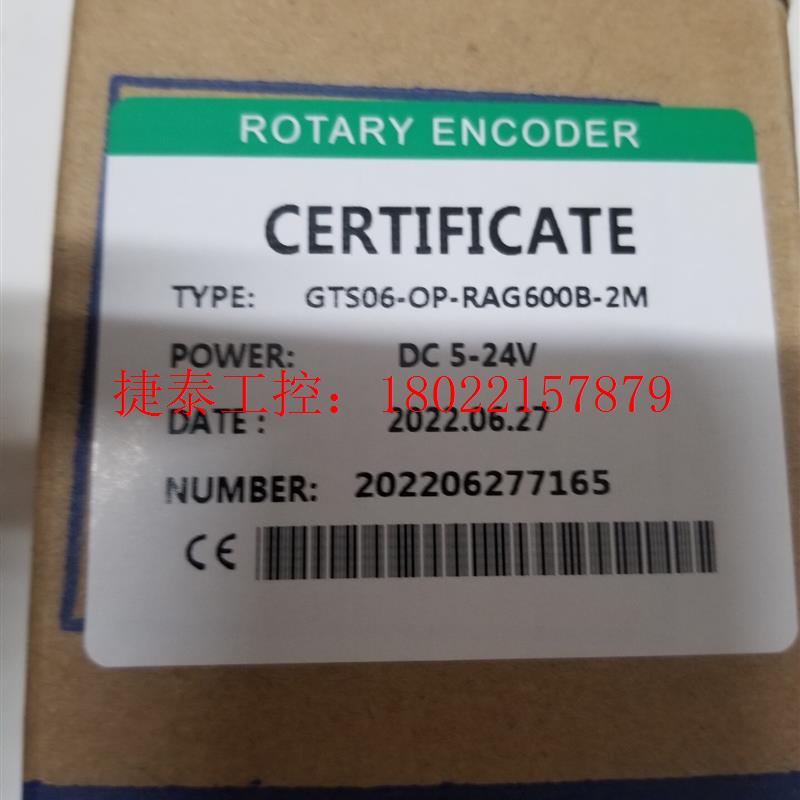 ROTARY ENCODER
CERTIFICATE
TYPE: GTS06-OP-RAG600B-2M
POWER: DC 5-24V
捷泰工控：18022157879
DATE : 2022.06.27
NUMBER: 202206277165
CE